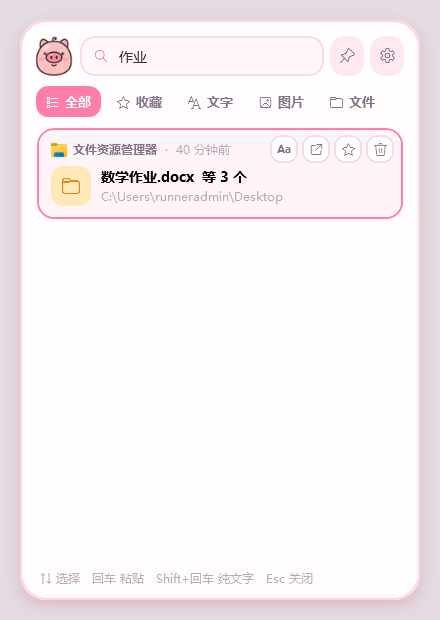 作业
全部 收藏 文字 图片 文件
文件资源管理器 · 40 分钟前 Aa
数学作业.docx 等 3 个
C:\Users\runneradmin\Desktop
↑↓ 选择 回车 粘贴 Shift+回车 纯文字 Esc 关闭